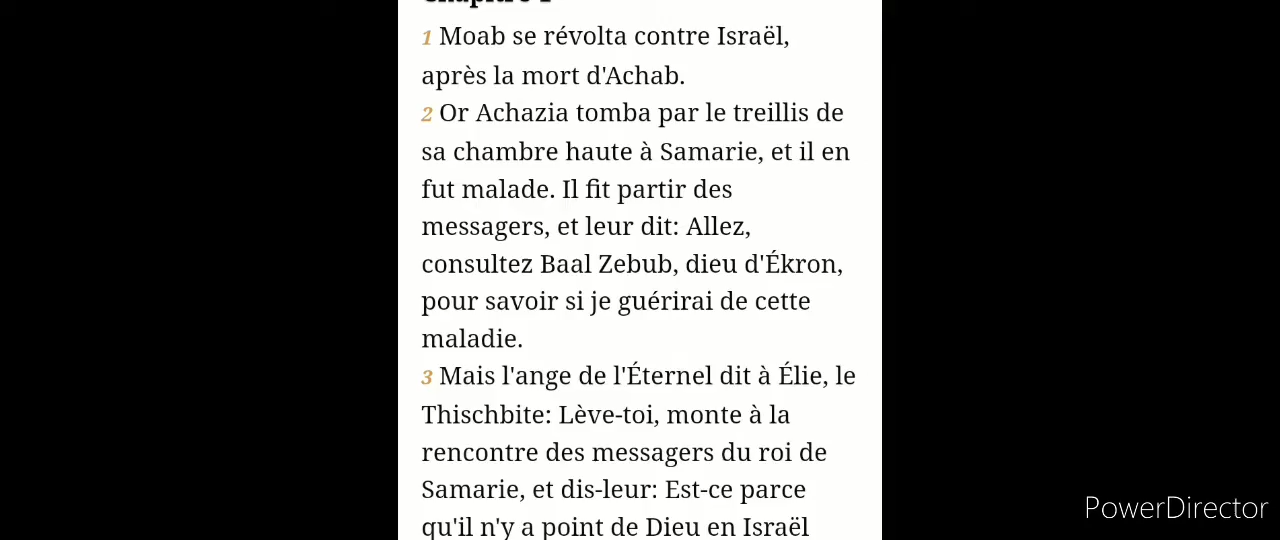 Chapitre 1
1 Moab se révolta contre Israël,
après la mort d'Achab.
2 Or Achazia tomba par le treillis de
sa chambre haute à Samarie, et il en
fut malade. Il fit partir des
messagers, et leur dit: Allez,
consultez Baal Zebub, dieu d'Ékron,
pour savoir si je guérirai de cette
maladie.
3 Mais l'ange de l'Éternel dit à Élie, le
Thischbite: Lève-toi, monte à la
rencontre des messagers du roi de
Samarie, et dis-leur: Est-ce parce
qu'il n'y a point de Dieu en Israël
PowerDirector